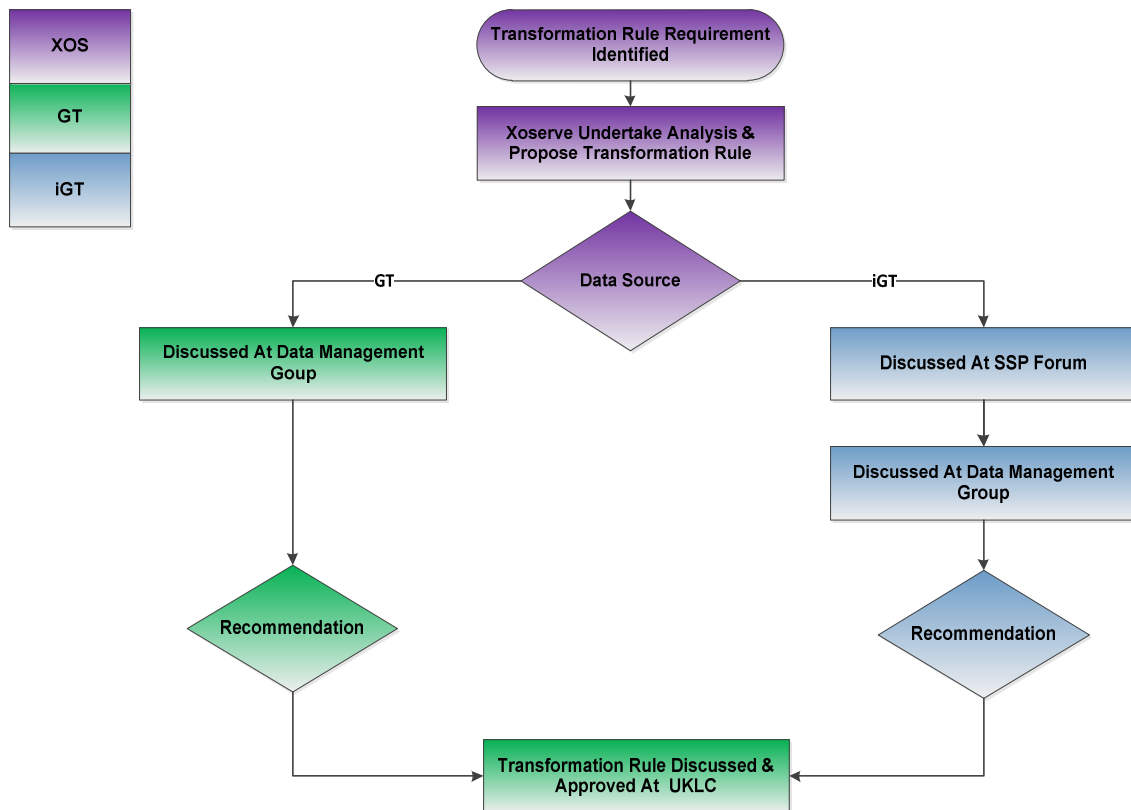 XOS
GT
iGT
Transformation Rule Requirement
Identified
Xoserve Undertake Analysis &
Propose Transformation Rule
Data Source
GT
iGT
Discussed At Data Management
Goup
Discussed At SSP Forum
Discussed At Data Management
Group
Recommendation
Recommendation
Transformation Rule Discussed &
Approved At UKLC